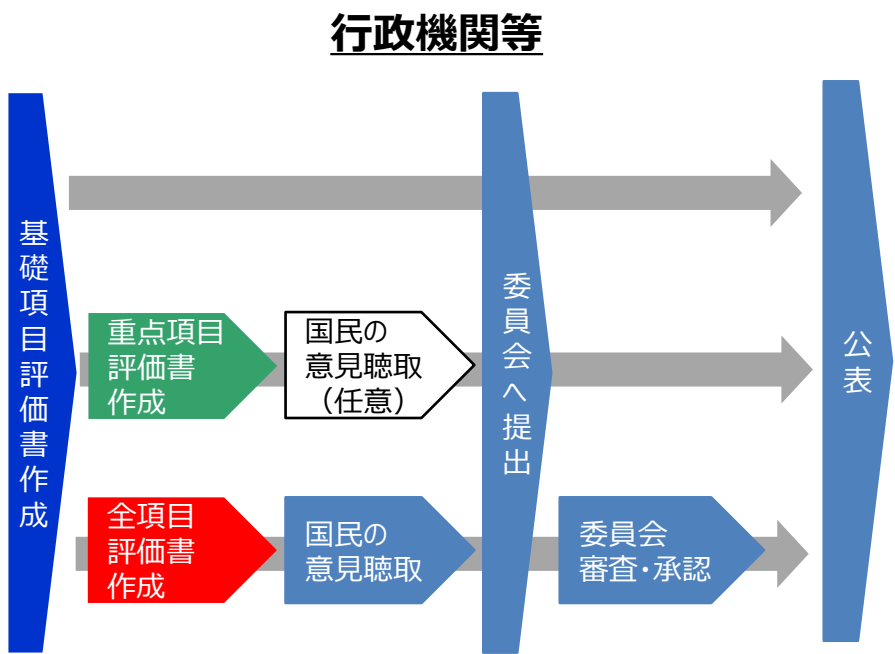 行政機関等
基礎項目評価書作成
重点項目
評価書
作成
国民の
意見聴取
（任意）
全項目
評価書
作成
国民の
意見聴取
委員会へ提出
委員会
審査・承認
公表